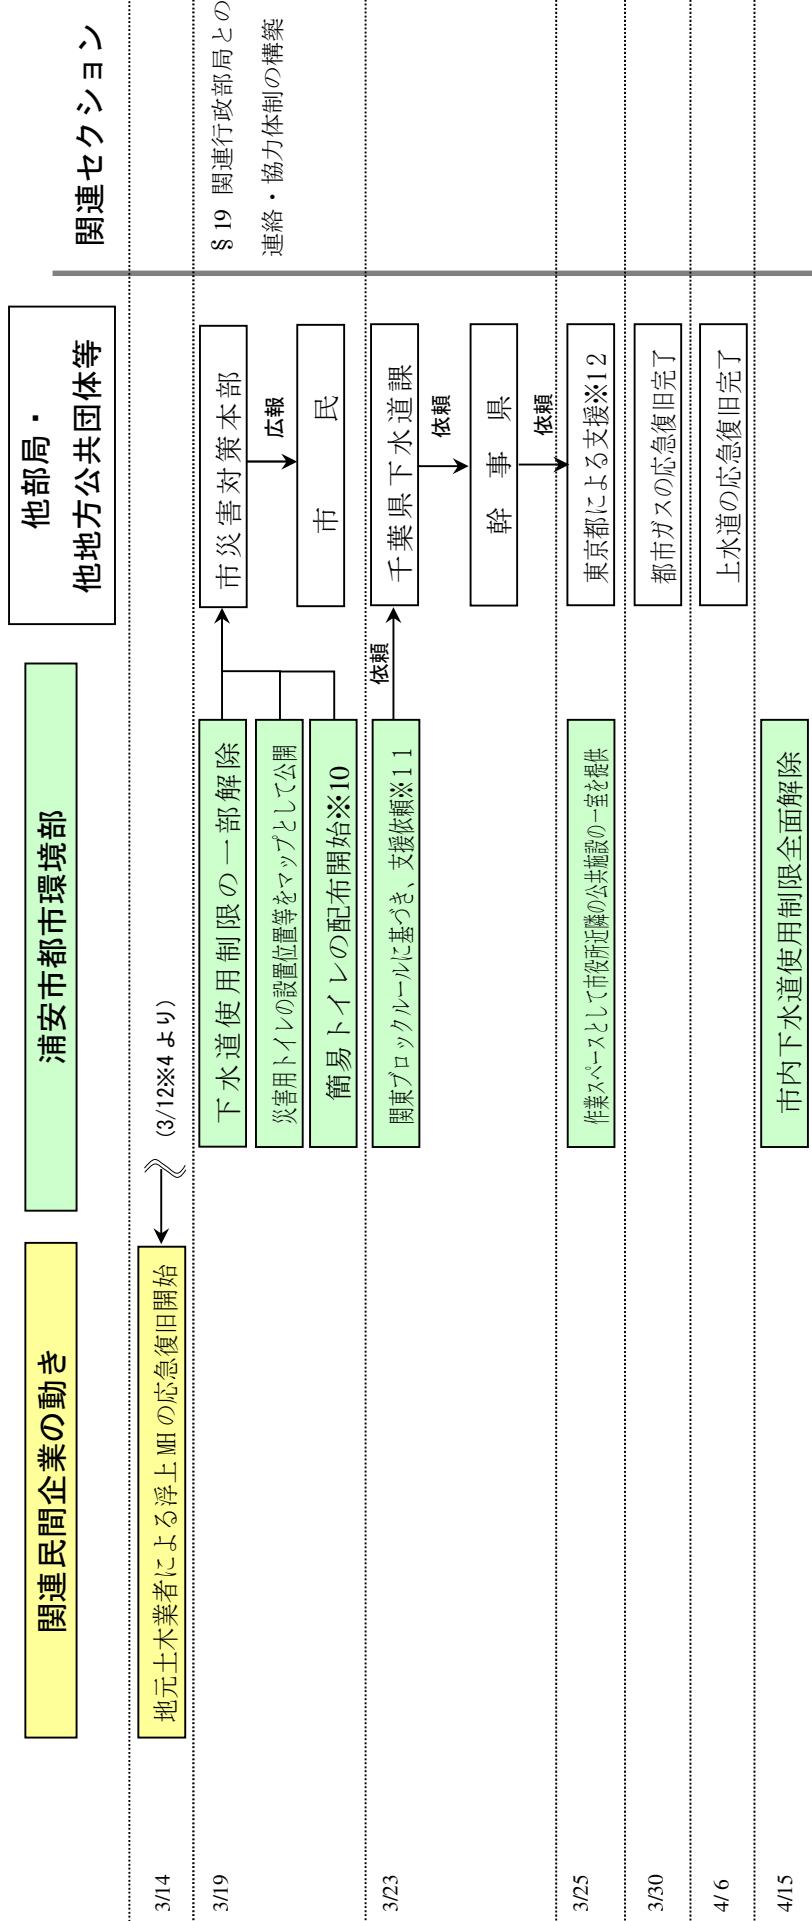 関連民間企業の動き
浦安市都市環境部
他部局・
他地方公共団体等
関連セクション
3/14
地元土木業者による浮上MHの応急復旧開始
(3/12※4より)
3/19
下水道使用制限の一部解除
災害用トイレの設置位置等をマップとして公開
簡易トイレの配布開始※10
市災害対策本部
広報
市民
§19 関連行政部局との
連絡・協力体制の構築
3/23
関東ブロックルールに基づき、支援依頼※11
依頼
千葉県下水道課
依頼
幹事県
依頼
3/25
作業スペースとして市役所近隣の公共施設の一室を提供
東京都による支援※12
3/30
都市ガスの応急復旧完了
4/6
上水道の応急復旧完了
4/15
市内下水道使用制限全面解除